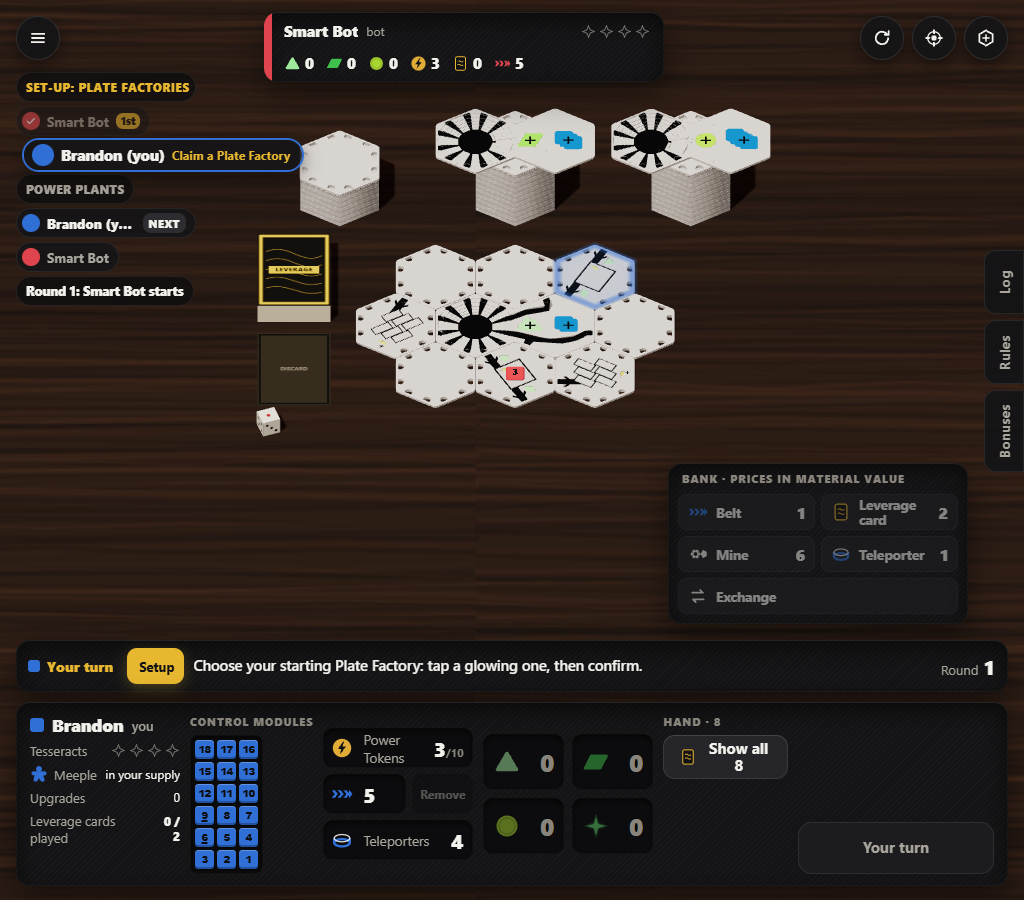 Smart Bot bot
0 0 0 3 0 5
SET-UP: PLATE FACTORIES
Smart Bot 1st
Brandon (you) Claim a Plate Factory
POWER PLANTS
Brandon (y... NEXT
Smart Bot
Round 1: Smart Bot starts
LEVERAGE
DISCARD
3
Log
Rules
Bonuses
BANK · PRICES IN MATERIAL VALUE
Belt 1
Leverage card 2
Mine 6
Teleporter 1
Exchange
Your turn Setup Choose your starting Plate Factory: tap a glowing one, then confirm. Round 1
Brandon you
Tesseracts
Meeple in your supply
Upgrades 0
Leverage cards played 0 / 2
CONTROL MODULES
18 17 16
15 14 13
12 11 10
9 8 7
6 5 4
3 2 1
Power Tokens 3/10
5 Remove
Teleporters 4
0 0
0 0
HAND · 8
Show all 8
Your turn